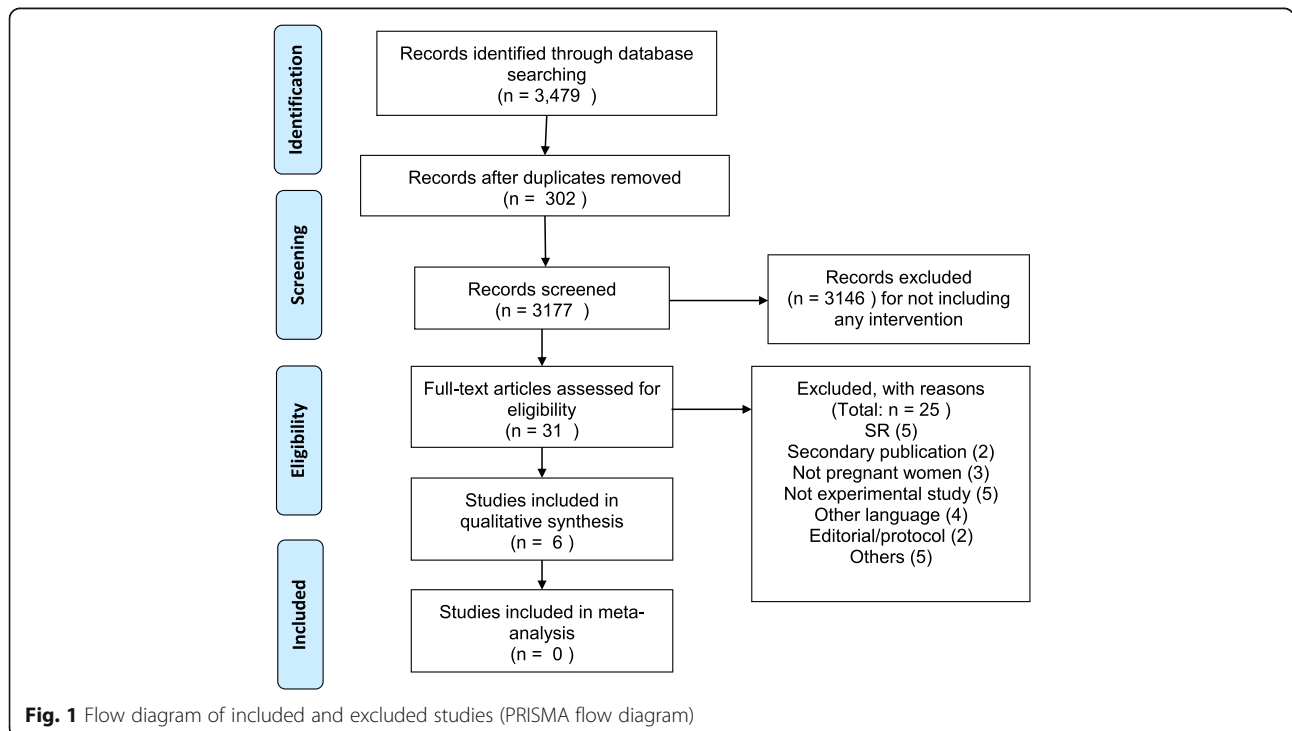 Identification
Records identified through database
searching
(n = 3,479 )
Records after duplicates removed
(n = 302 )
Screening
Records screened
(n = 3177 )
Records excluded
(n = 3146 ) for not including
any intervention
Eligibility
Full-text articles assessed for
eligibility
(n = 31 )
Excluded, with reasons
(Total: n = 25 )
SR (5)
Secondary publication (2)
Not pregnant women (3)
Not experimental study (5)
Other language (4)
Editorial/protocol (2)
Others (5)
Studies included in
qualitative synthesis
(n = 6 )
Included
Studies included in meta-
analysis
(n = 0 )
Fig. 1 Flow diagram of included and excluded studies (PRISMA flow diagram)